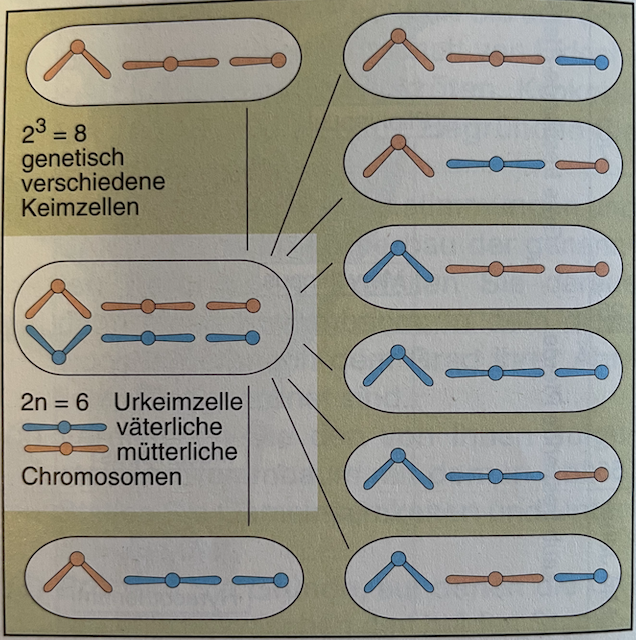 2³ = 8
genetisch
verschiedene
Keimzellen
2n = 6 Urkeimzelle
väterliche
mütterliche
Chromosomen